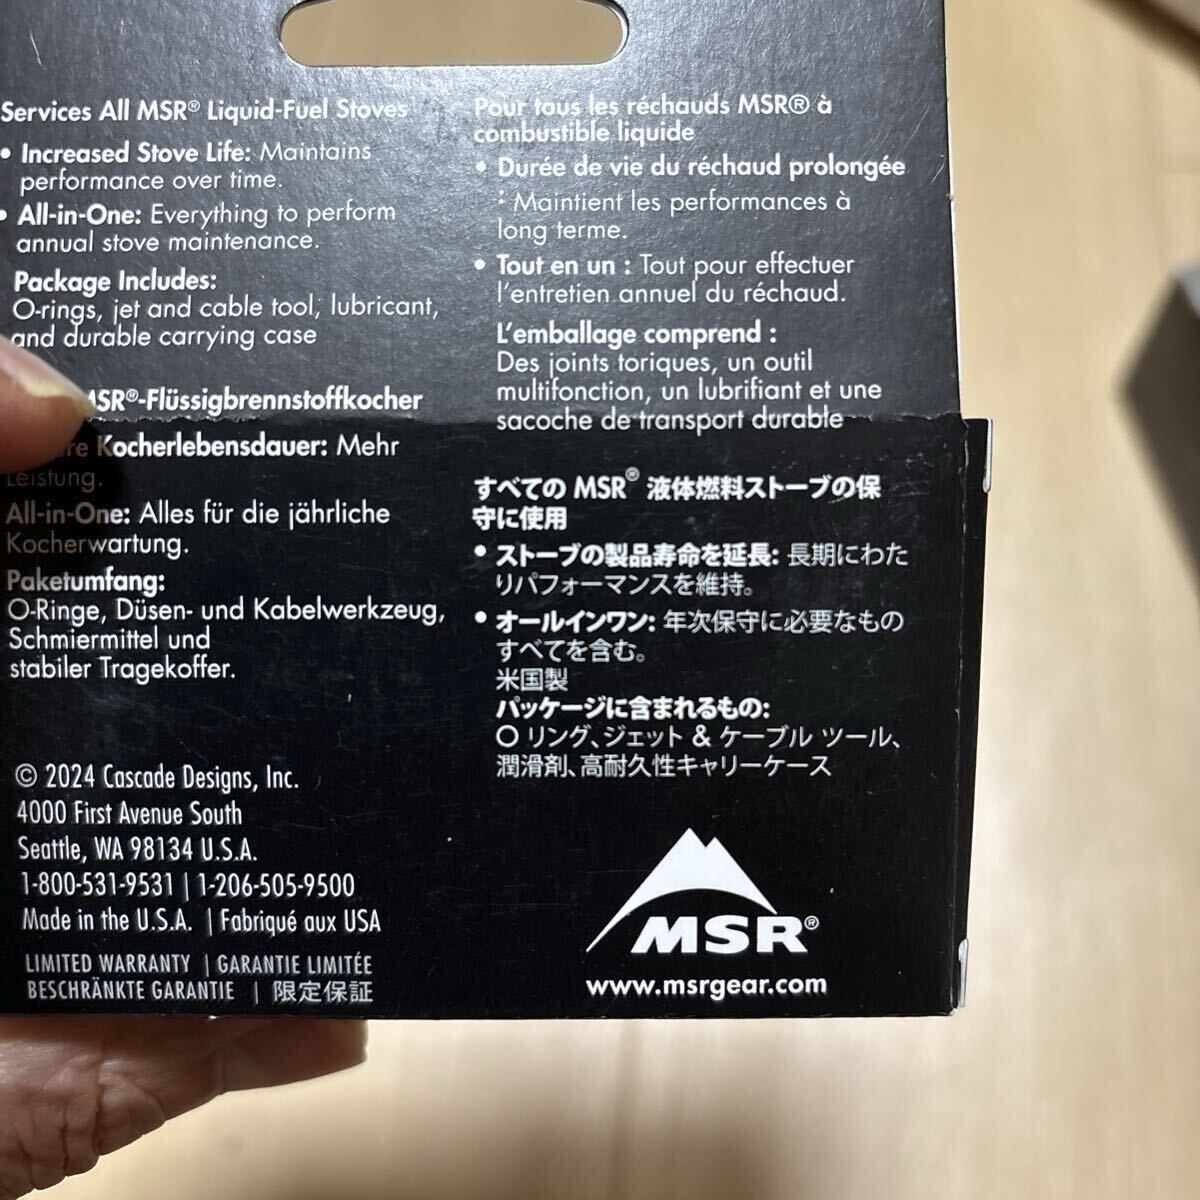 Services All MSR® Liquid-Fuel Stoves
• Increased Stove Life: Maintains
performance over time.
• All-in-One: Everything to perform
annual stove maintenance.
Package Includes:
O-rings, jet and cable tool, lubricant,
and durable carrying case
MSR®-Flüssigbrennstoffkocher
Kocherlebensdauer: Mehr
Leistung.
All-in-One: Alles für die jährliche
Kocherwartung.
Paketumfang:
O-Ringe, Düsen- und Kabelwerkzeug,
Schmiermittel und
stabiler Tragekoffer.
© 2024 Cascade Designs, Inc.
4000 First Avenue South
Seattle, WA 98134 U.S.A.
1-800-531-9531 | 1-206-505-9500
Made in the U.S.A. | Fabriqué aux USA
LIMITED WARRANTY | GARANTIE LIMITÉE
BESCHRÄNKTE GARANTIE | 限定保証
Pour tous les réchauds MSR® à
combustible liquide
• Durée de vie du réchaud prolongée
: Maintient les performances à
long terme.
• Tout en un : Tout pour effectuer
l'entretien annuel du réchaud.
L'emballage comprend :
Des joints toriques, un outil
multifonction, un lubrifiant et une
sacoche de transport durable
すべての MSR® 液体燃料ストーブの保
守に使用
• ストーブの製品寿命を延長: 長期にわた
りパフォーマンスを維持。
• オールインワン: 年次保守に必要なもの
すべてを含む。
米国製
パッケージに含まれるもの:
O リング、ジェット & ケーブル ツール、
潤滑剤、高耐久性キャリーケース
MSR®
www.msrgear.com